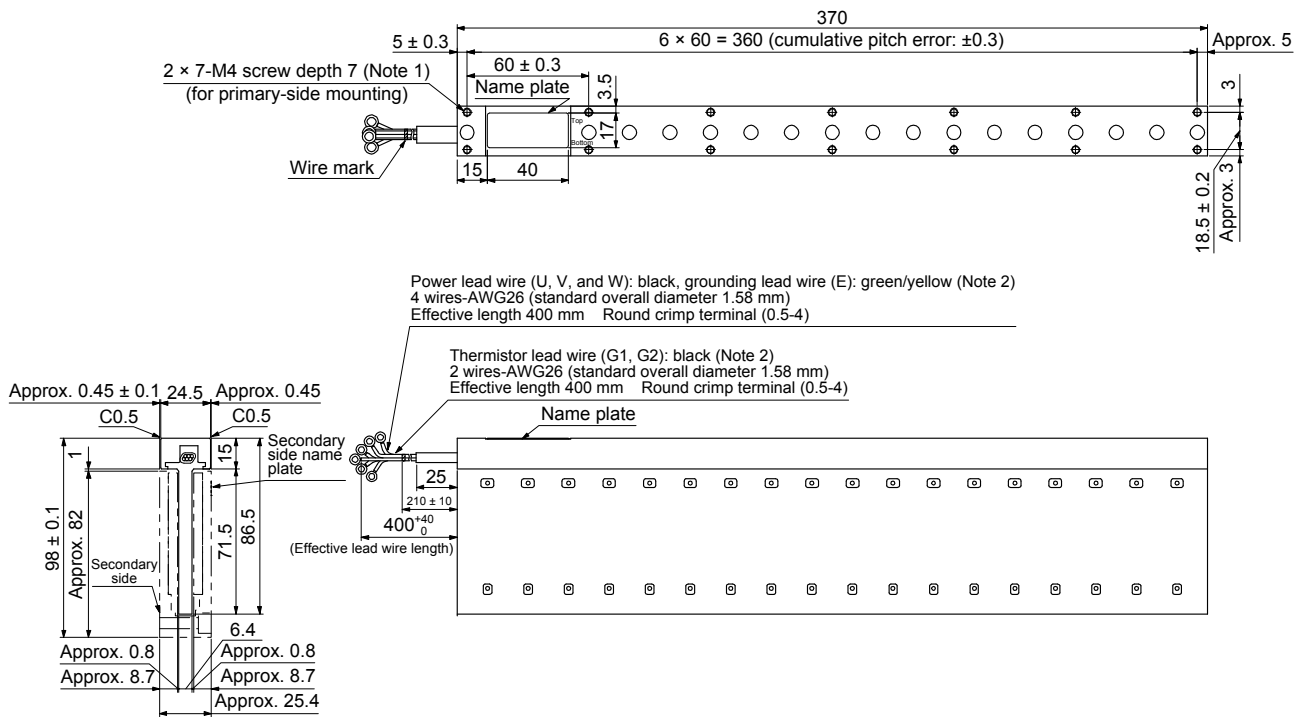 370
5 ± 0.3
6 × 60 = 360 (cumulative pitch error: ±0.3)
Approx. 5
2 × 7-M4 screw depth 7 (Note 1)
(for primary-side mounting)
60 ± 0.3
Name plate
3.5
3
Top
17
Bottom
Wire mark
15
40
18.5 ± 0.2
Approx. 3
Power lead wire (U, V, and W): black, grounding lead wire (E): green/yellow (Note 2)
4 wires-AWG26 (standard overall diameter 1.58 mm)
Effective length 400 mm Round crimp terminal (0.5-4)
Thermistor lead wire (G1, G2): black (Note 2)
2 wires-AWG26 (standard overall diameter 1.58 mm)
Effective length 400 mm Round crimp terminal (0.5-4)
Approx. 0.45 ± 0.1
24.5
Approx. 0.45
C0.5
C0.5
Name plate
Secondary
side name
plate
1
15
25
210 ± 10
400 +40 0
(Effective lead wire length)
98 ± 0.1
Approx. 82
71.5
86.5
Secondary
side
6.4
Approx. 0.8
Approx. 0.8
Approx. 8.7
Approx. 8.7
Approx. 25.4